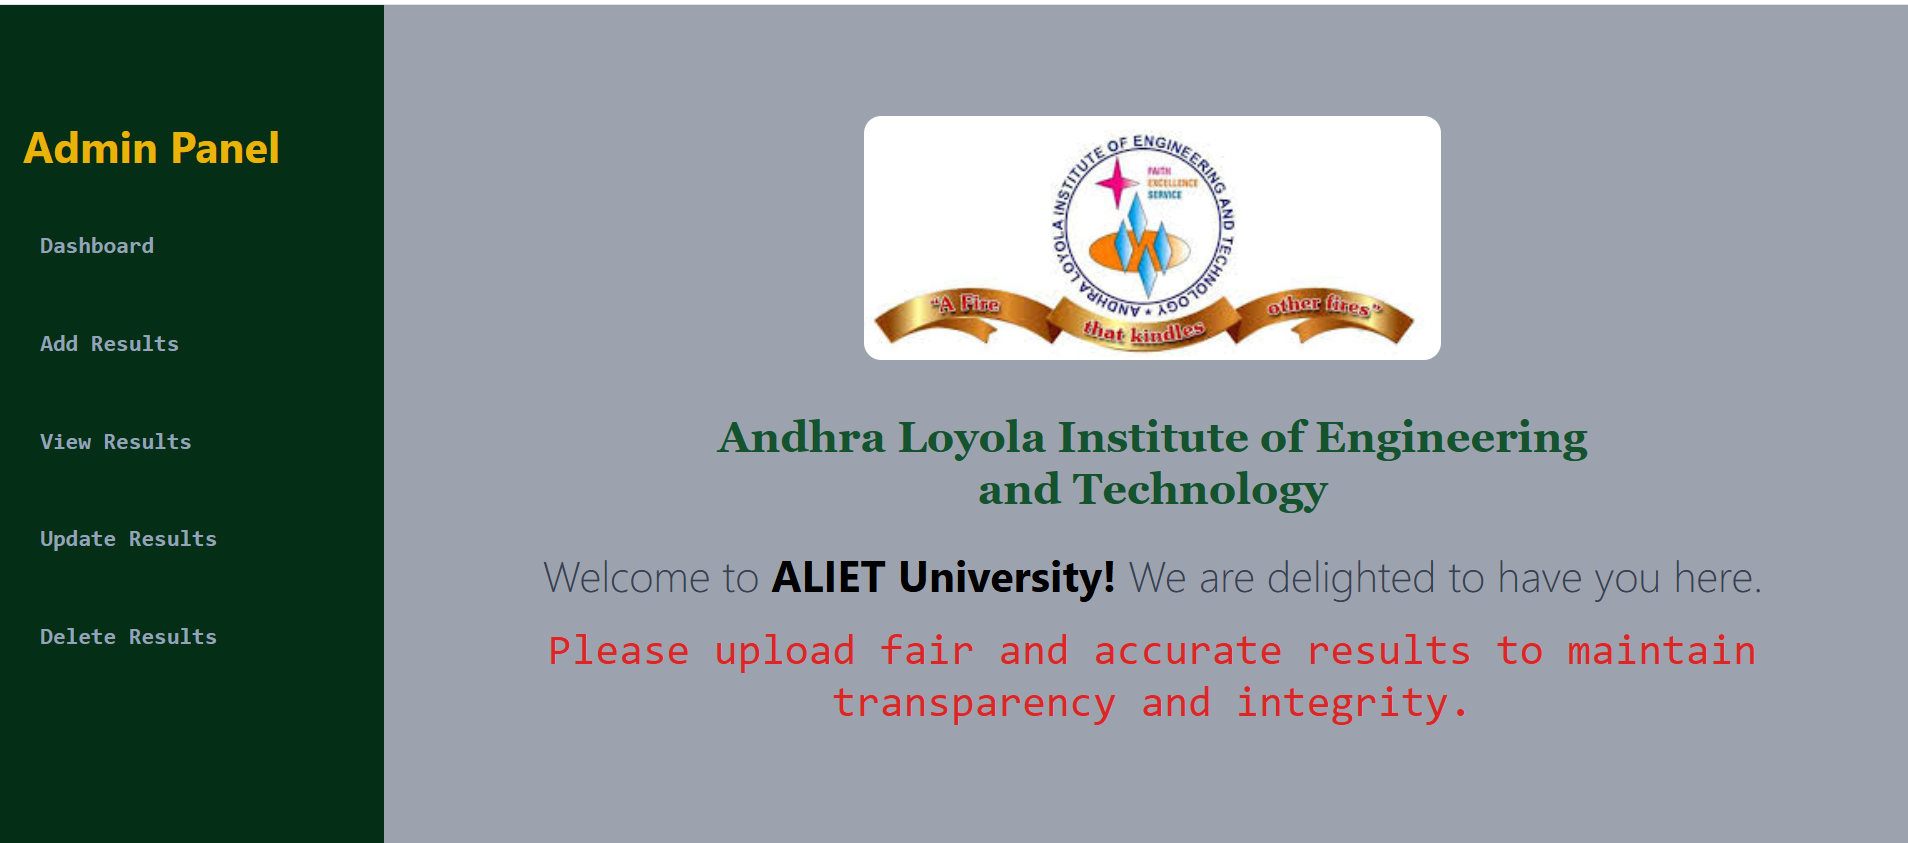 Admin Panel
Dashboard
Add Results
View Results
Update Results
Delete Results
ANDHRA LOYOLA INSTITUTE OF ENGINEERING AND TECHNOLOGY *
FAITH
EXCELLENCE
SERVICE
"A Fire
that kindles
other fires"
Andhra Loyola Institute of Engineering
and Technology
Welcome to ALIET University! We are delighted to have you here.
Please upload fair and accurate results to maintain
transparency and integrity.